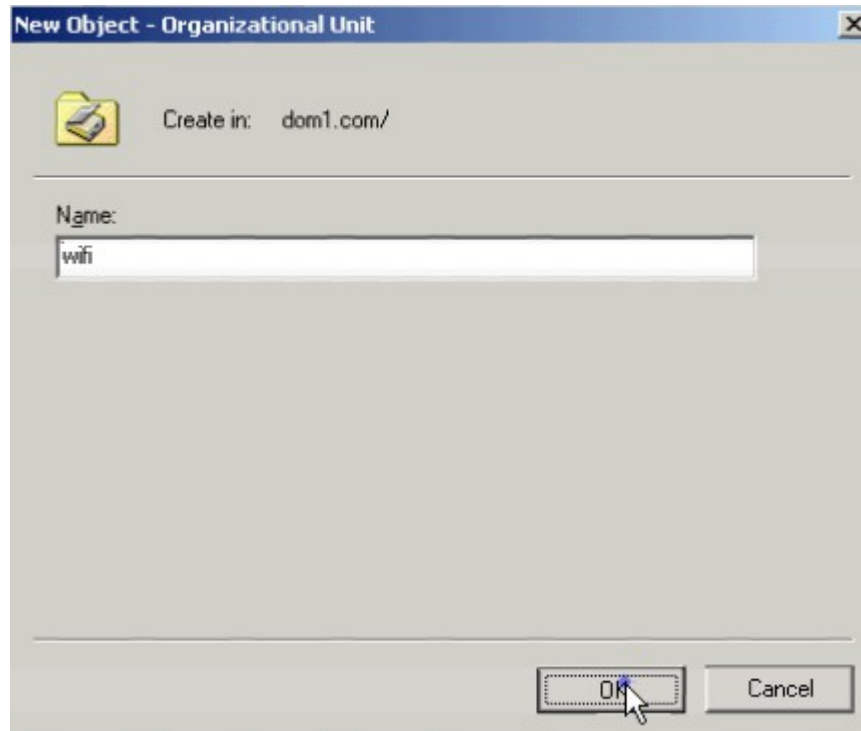 New Object - Organizational Unit
Create in: dom1.com/
Name:
wifi
OK Cancel